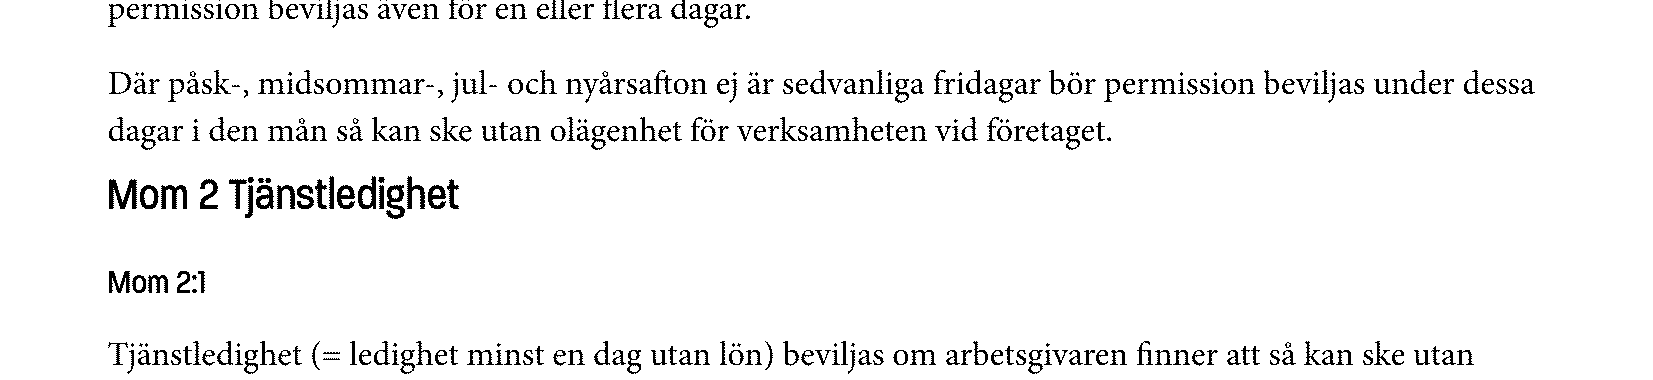 permission beviljas även för en eller flera dagar.
Där påsk-, midsommar-, jul- och nyårsafton ej är sedvanliga fridagar bör permission beviljas under dessa
dagar i den mån så kan ske utan olägenhet för verksamheten vid företaget.
Mom 2 Tjänstledighet
Mom 2:1
Tjänstledighet (= ledighet minst en dag utan lön) beviljas om arbetsgivaren finner att så kan ske utan